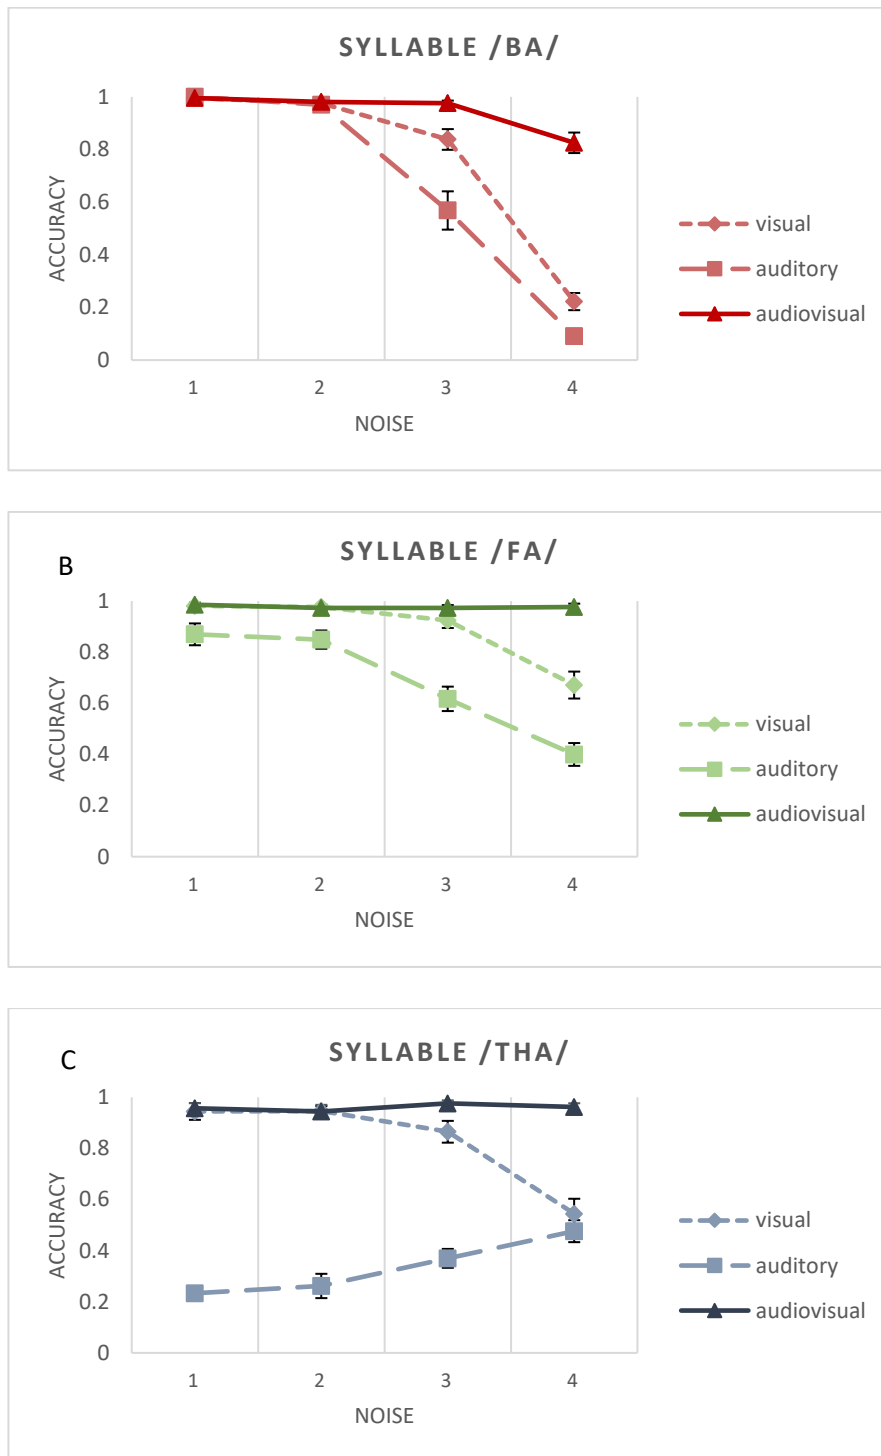 SYLLABLE /BA/
1
0.8
0.6
0.4
0.2
0
ACCURACY
1 2 3 4
NOISE
visual
auditory
audiovisual
B
SYLLABLE /FA/
1
0.8
0.6
0.4
0.2
0
ACCURACY
1 2 3 4
NOISE
visual
auditory
audiovisual
C
SYLLABLE /THA/
1
0.8
0.6
0.4
0.2
0
ACCURACY
1 2 3 4
NOISE
visual
auditory
audiovisual